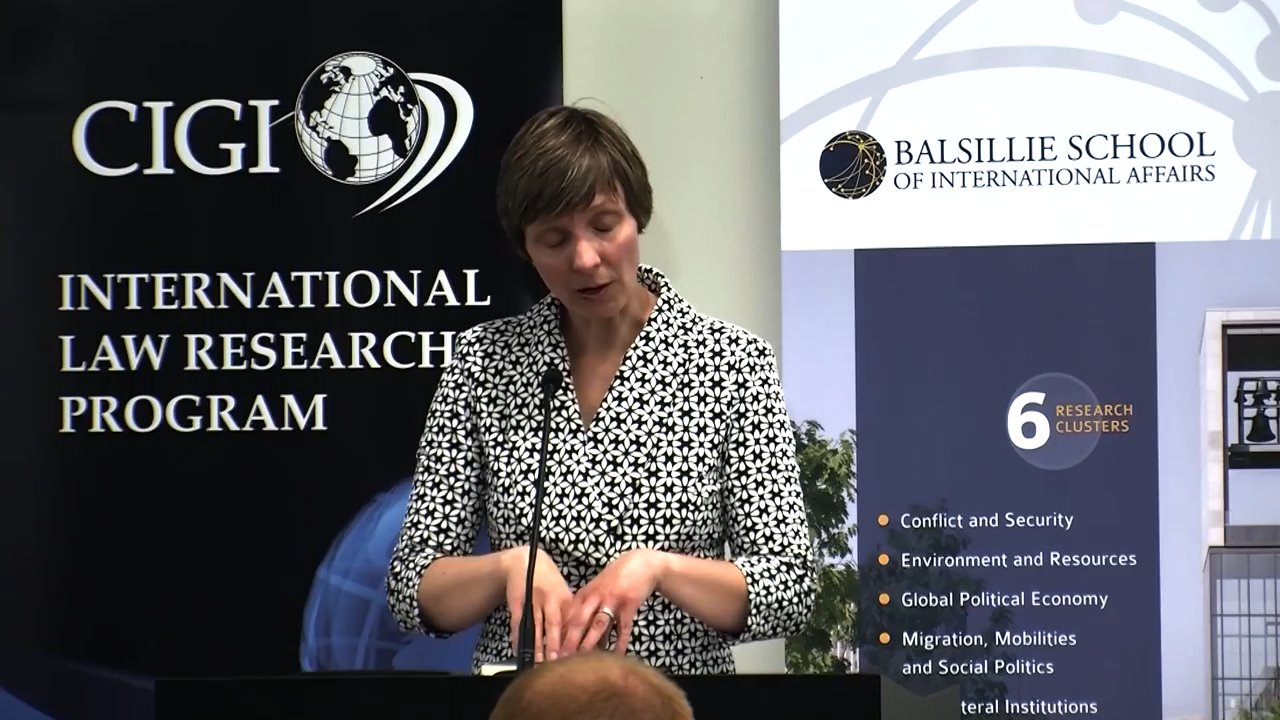 CIGI
INTERNATIONAL
LAW RESEARCH
PROGRAM
BALSILLIE SCHOOL
OF INTERNATIONAL AFFAIRS
6 RESEARCH
CLUSTERS
Conflict and Security
Environment and Resources
Global Political Economy
Migration, Mobilities
and Social Politics
Institutions